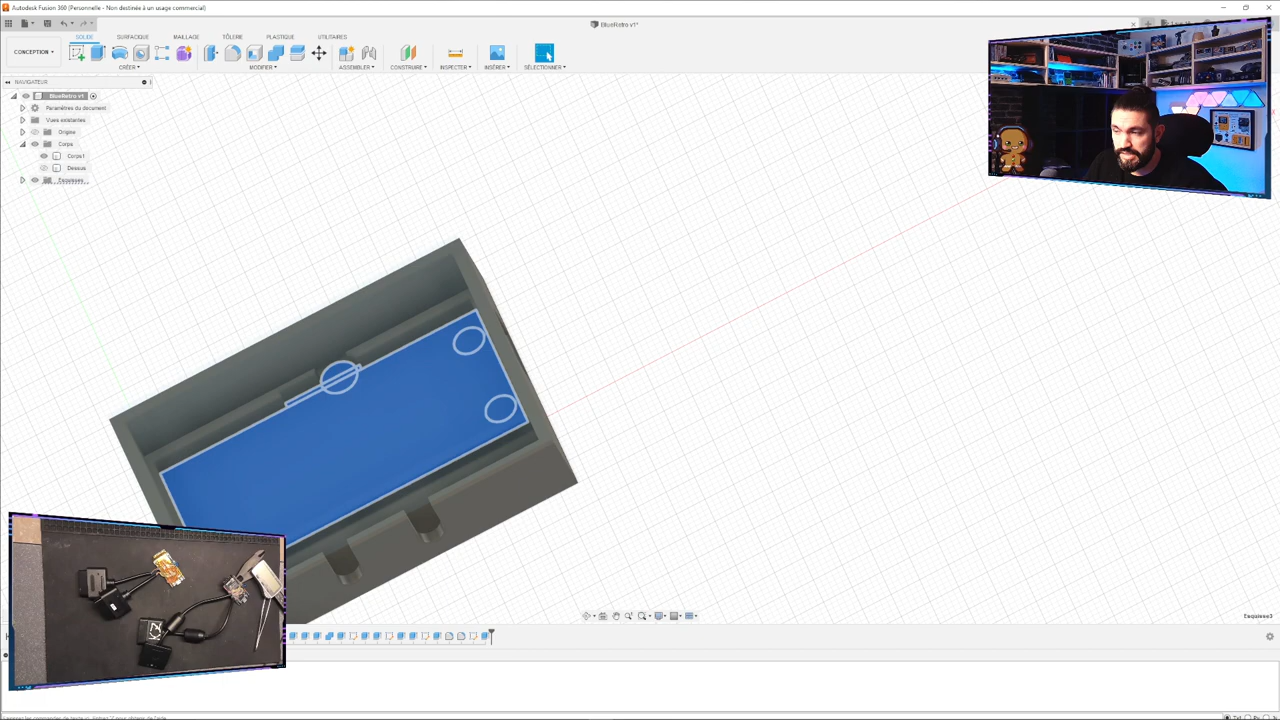 Autodesk Fusion 360 (Personnelle - Non destinée à un usage commercial)
BlueRetro v1*
SOLIDE SURFACIQUE MAILLAGE TÔLERIE PLASTIQUE UTILITAIRES
CONCEPTION
CRÉER MODIFIER ASSEMBLER CONSTRUIRE INSPECTER INSÉRER SÉLECTIONNER
NAVIGATEUR
BlueRetro v1
Paramètres du document
Vues existantes
Origine
Corps
Corps1
Dessus
Esquisses
Esquisse3
Txt